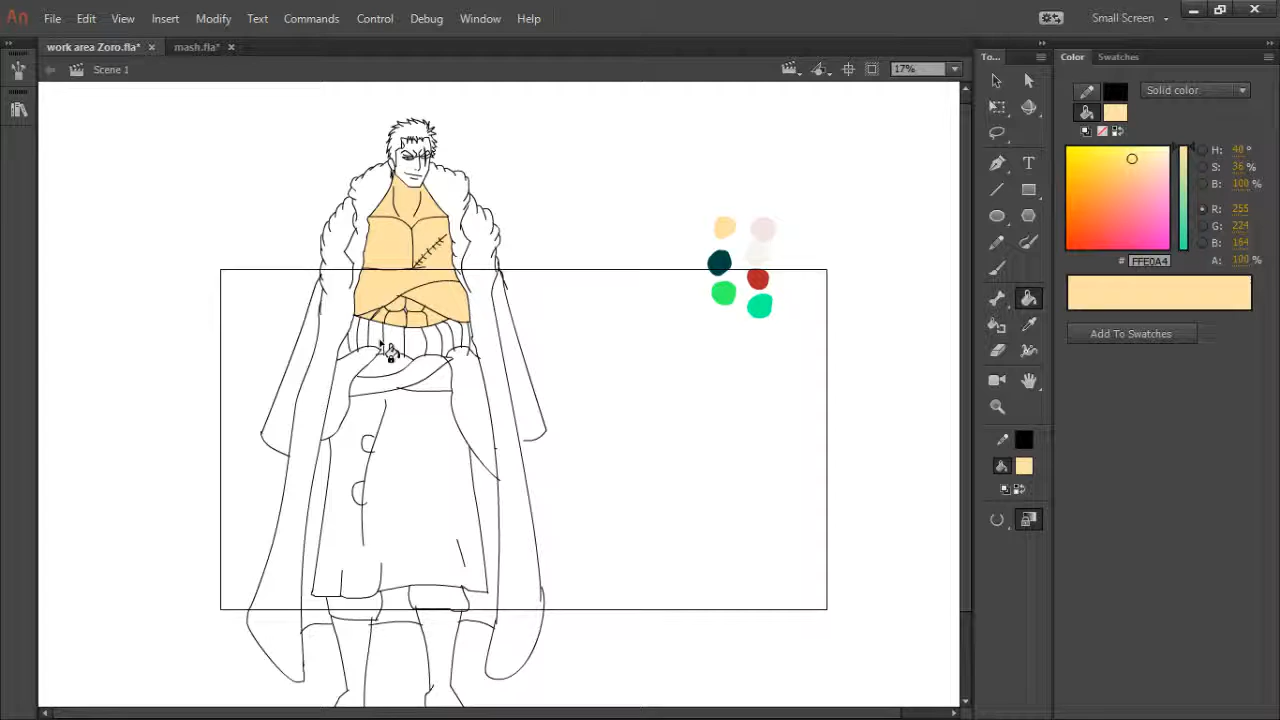 An File Edit View Insert Modify Text Commands Control Debug Window Help Small Screen
work area Zoro.fla* × mash.fla* ×
Scene 1 17%
To...
Color Swatches
Solid color
H: 40 °
S: 36 %
B: 100 %
R: 255
G: 224
B: 164
# FFE0A4 A: 100 %
Add To Swatches
T